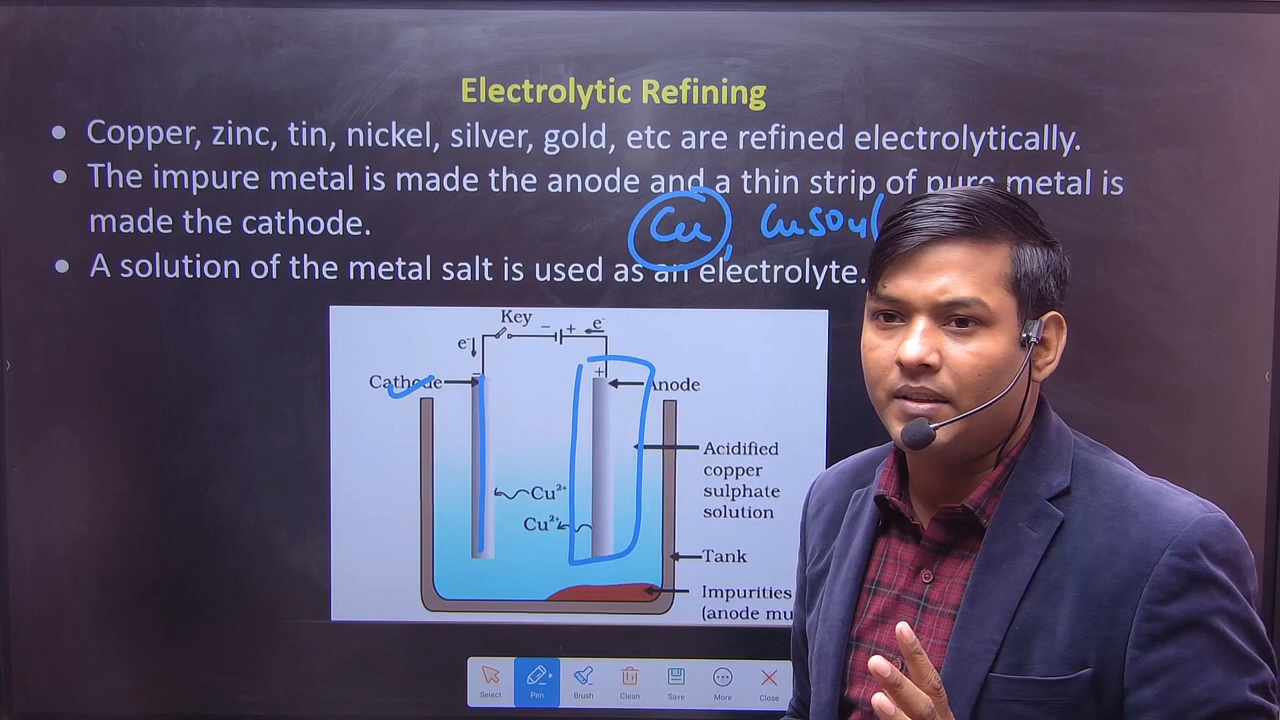 Electrolytic Refining
• Copper, zinc, tin, nickel, silver, gold, etc are refined electrolytically.
• The impure metal is made the anode and a thin strip of pure metal is
made the cathode.
Cu, CuSO4(
• A solution of the metal salt is used as an electrolyte.
Key
− +
e⁻
e⁻
− +
Cathode
Anode
Acidified
copper
sulphate
solution
Cu²⁺
Cu²⁺
Tank
Impurities
(anode mu
Select Pen Brush Clean Save More Close